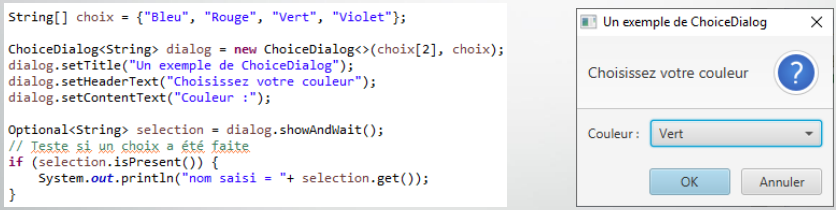 String[] choix = {"Bleu", "Rouge", "Vert", "Violet"};
ChoiceDialog<String> dialog = new ChoiceDialog<>(choix[2], choix);
dialog.setTitle("Un exemple de ChoiceDialog");
dialog.setHeaderText("Choisissez votre couleur");
dialog.setContentText("Couleur :");
Optional<String> selection = dialog.showAndWait();
// Teste si un choix a été faite
if (selection.isPresent()) {
System.out.println("nom saisi = "+ selection.get());
}
Un exemple de ChoiceDialog
Choisissez votre couleur
?
Couleur :
Vert
OK
Annuler